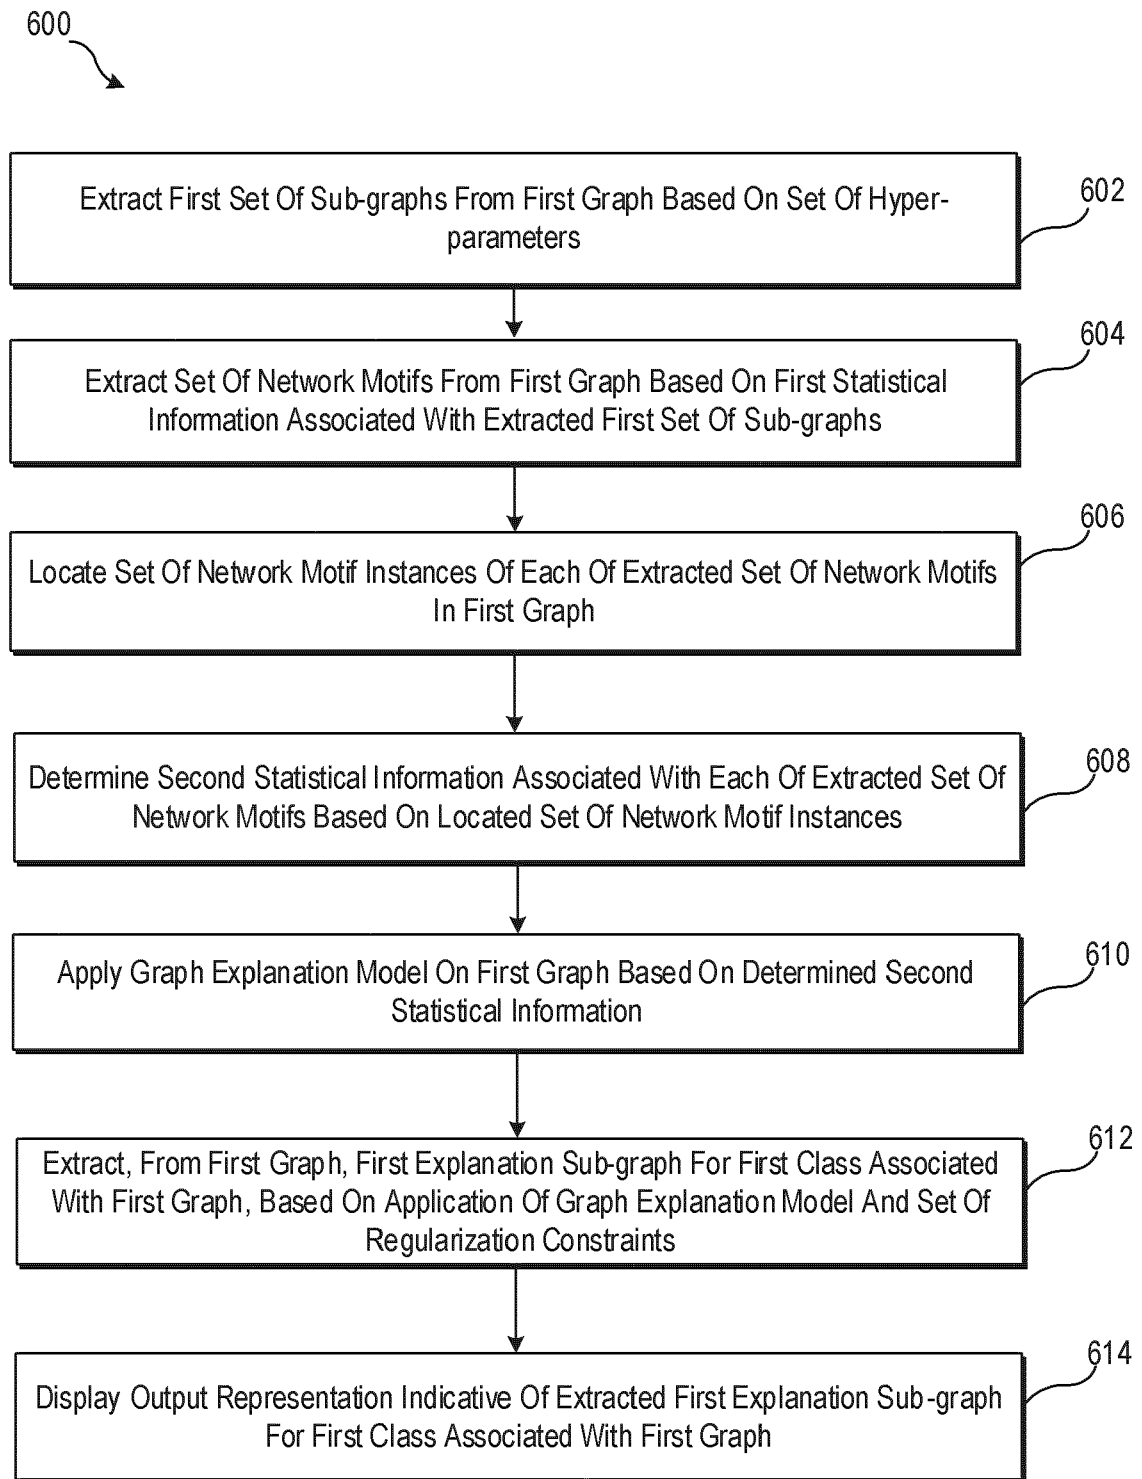 600
Extract First Set Of Sub-graphs From First Graph Based On Set Of Hyper-
parameters
602
Extract Set Of Network Motifs From First Graph Based On First Statistical
Information Associated With Extracted First Set Of Sub-graphs
604
Locate Set Of Network Motif Instances Of Each Of Extracted Set Of Network Motifs
In First Graph
606
Determine Second Statistical Information Associated With Each Of Extracted Set Of
Network Motifs Based On Located Set Of Network Motif Instances
608
Apply Graph Explanation Model On First Graph Based On Determined Second
Statistical Information
610
Extract, From First Graph, First Explanation Sub-graph For First Class Associated
With First Graph, Based On Application Of Graph Explanation Model And Set Of
Regularization Constraints
612
Display Output Representation Indicative Of Extracted First Explanation Sub-graph
For First Class Associated With First Graph
614